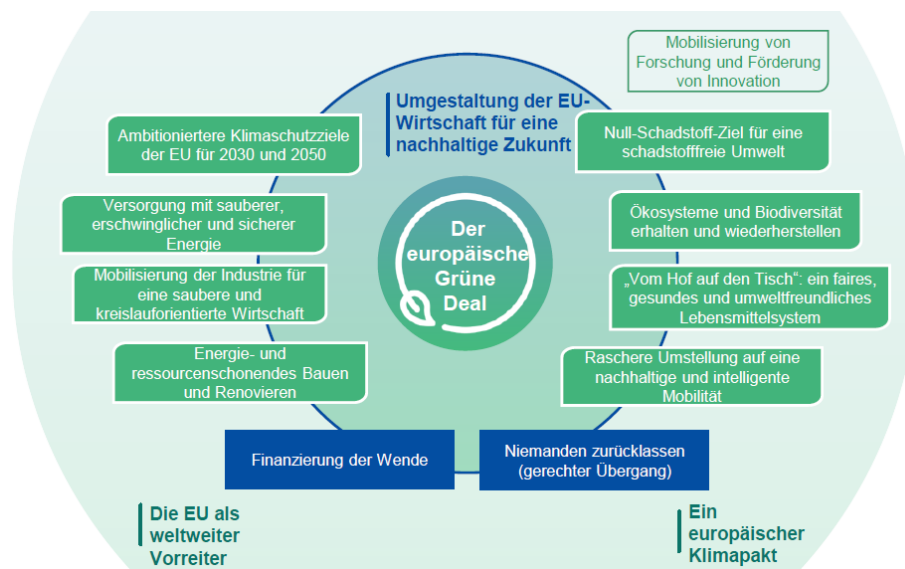 Mobilisierung von
Forschung und Förderung
von Innovation
Umgestaltung der EU-
Wirtschaft für eine
nachhaltige Zukunft
Ambitioniertere Klimaschutzziele
der EU für 2030 und 2050
Null-Schadstoff-Ziel für eine
schadstofffreie Umwelt
Versorgung mit sauberer,
erschwinglicher und sicherer
Energie
Ökosysteme und Biodiversität
erhalten und wiederherstellen
Der
europäische
Grüne
Deal
Mobilisierung der Industrie für
eine saubere und
kreislauforientierte Wirtschaft
„Vom Hof auf den Tisch“: ein faires,
gesundes und umweltfreundliches
Lebensmittelsystem
Energie- und
ressourcenschonendes Bauen
und Renovieren
Raschere Umstellung auf eine
nachhaltige und intelligente
Mobilität
Finanzierung der Wende
Niemanden zurücklassen
(gerechter Übergang)
Die EU als
weltweiter
Vorreiter
Ein
europäischer
Klimapakt